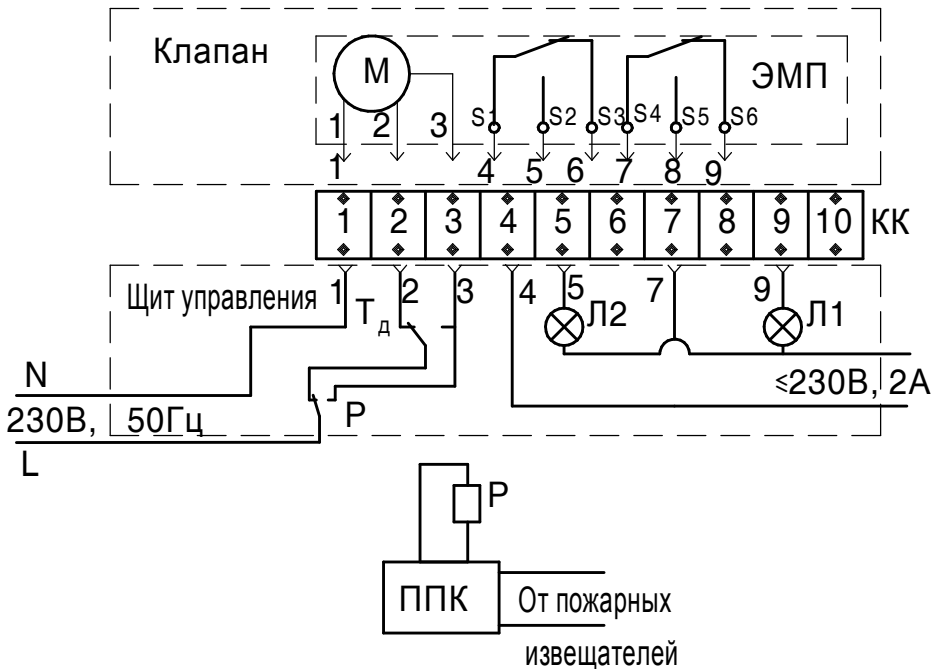 Клапан
М
ЭМП
1 2 3 S1 S2 S3 S4 S5 S6
1 4 5 6 7 8 9
1 2 3 4 5 6 7 8 9 10 КК
Щит управления 1 2 3 4 5 7 9
Тд Л2 Л1
N
≤230В, 2А
230В, 50Гц Р
L
Р
ППК От пожарных
извещателей